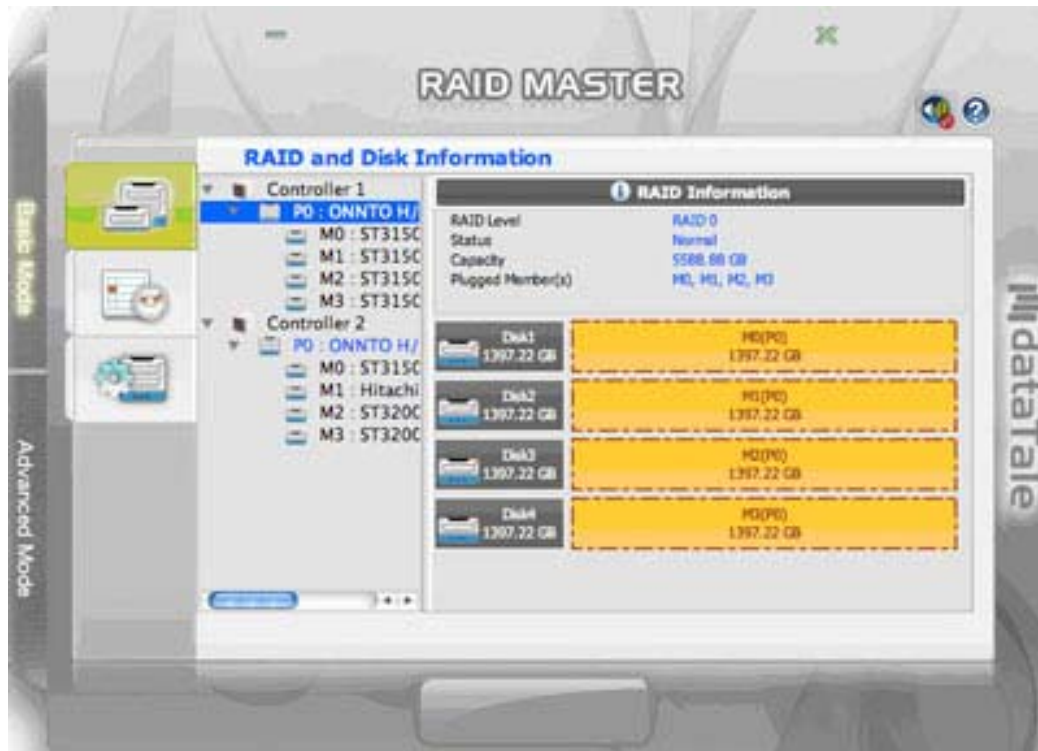 RAID MASTER
RAID and Disk Information
Basic Mode
Advanced Mode
Controller 1
P0 : ONNTO H/
M0 : ST315C
M1 : ST315C
M2 : ST315C
M3 : ST315C
Controller 2
P0 : ONNTO H/
M0 : ST315C
M1 : Hitachi
M2 : ST320C
M3 : ST320C
RAID Information
RAID Level RAID 0
Status Normal
Capacity 5588.88 GB
Plugged Member(s) M0, M1, M2, M3
Disk1 1397.22 GB
M0(P0) 1397.22 GB
Disk2 1397.22 GB
M1(P0) 1397.22 GB
Disk3 1397.22 GB
M2(P0) 1397.22 GB
Disk4 1397.22 GB
M3(P0) 1397.22 GB
dataTale